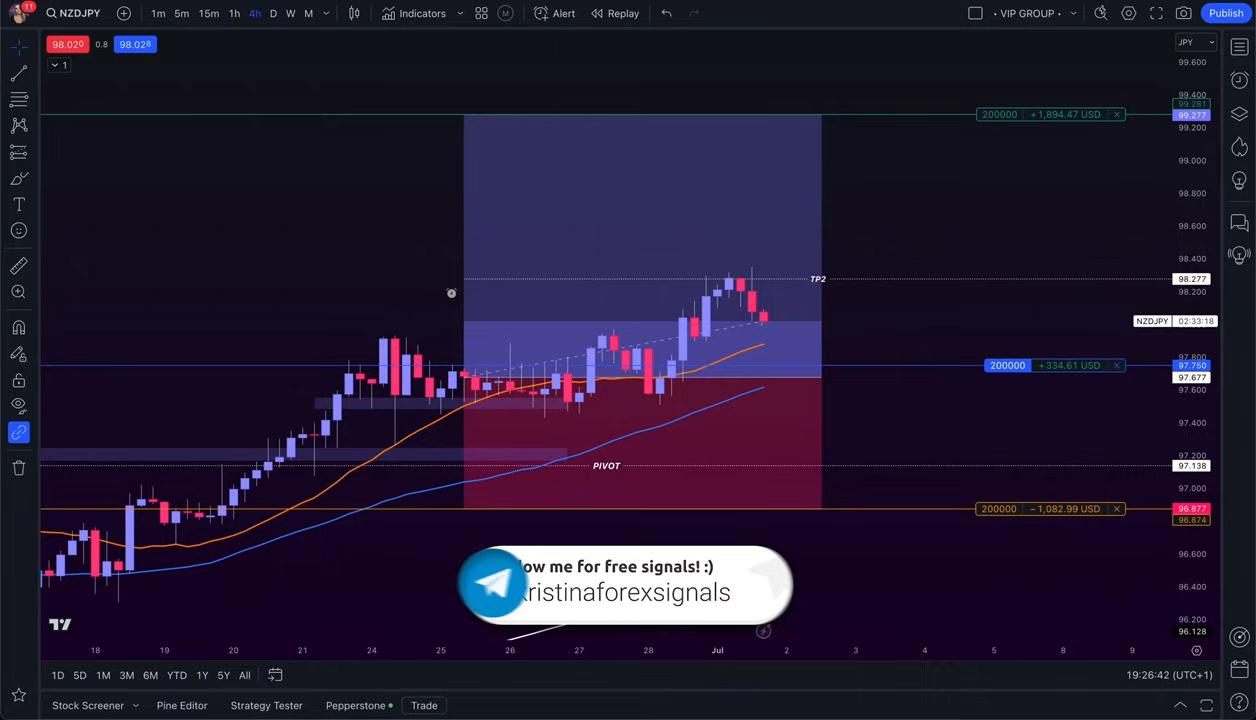 11 NZDJPY 1m 5m 15m 1h 4h D W M Indicators M Alert Replay • VIP GROUP • Publish
98.020 0.8 98.028
1
JPY
99.600
99.400
99.281
200000 + 1,894.47 USD × 99.277
99.200
99.000
98.800
98.600
98.400
TP2 98.277
98.200
NZDJPY 02:33:18
97.800
200000 +334.61 USD × 97.750
97.677
97.600
97.400
97.200
PIVOT 97.138
97.000
200000 − 1,082.99 USD × 96.877
96.874
96.600
96.400
96.200
96.128
low me for free signals! :)
kristinaforexsignals
18 19 20 21 24 25 26 27 28 Jul 2 3 4 5 8 9
1D 5D 1M 3M 6M YTD 1Y 5Y All 19:26:42 (UTC+1)
Stock Screener Pine Editor Strategy Tester Pepperstone Trade